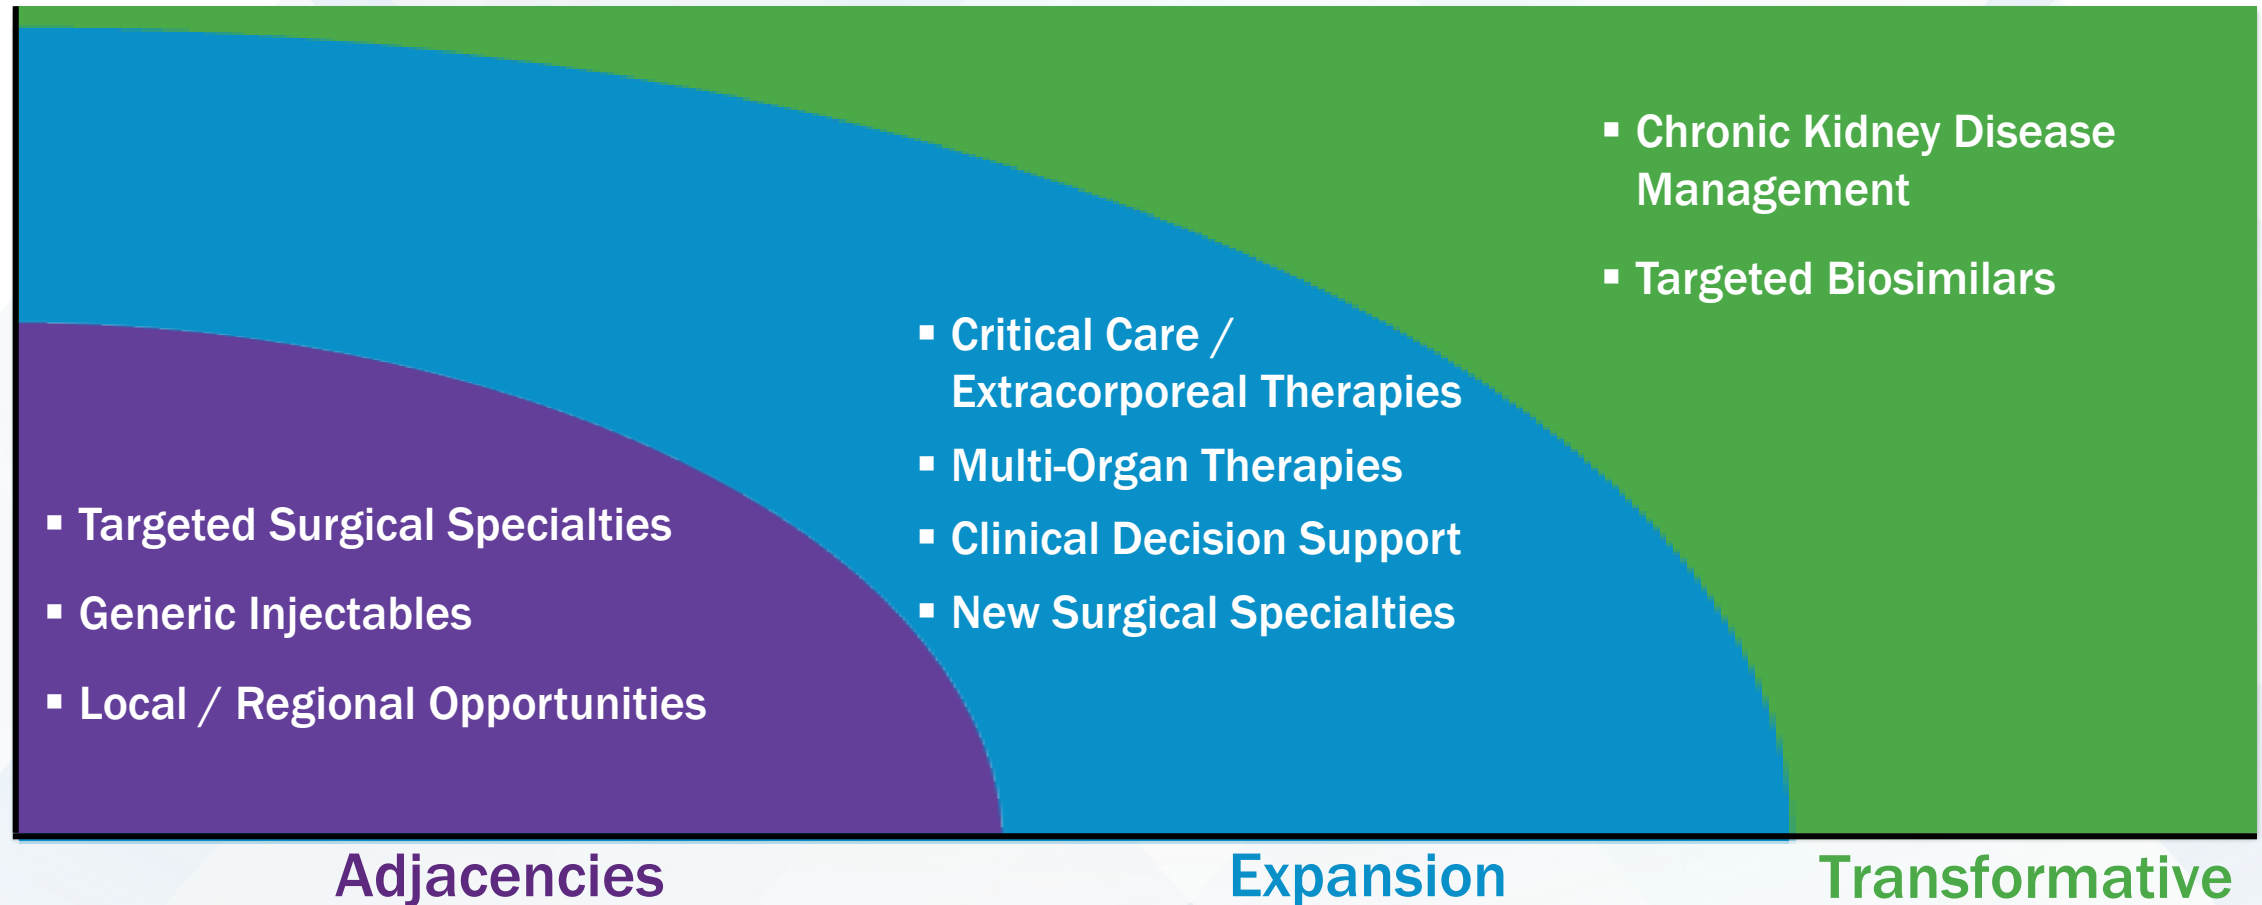 ▪ Chronic Kidney Disease
Management
▪ Targeted Biosimilars
▪ Critical Care /
Extracorporeal Therapies
▪ Multi-Organ Therapies
▪ Clinical Decision Support
▪ New Surgical Specialties
▪ Targeted Surgical Specialties
▪ Generic Injectables
▪ Local / Regional Opportunities
Adjacencies
Expansion
Transformative